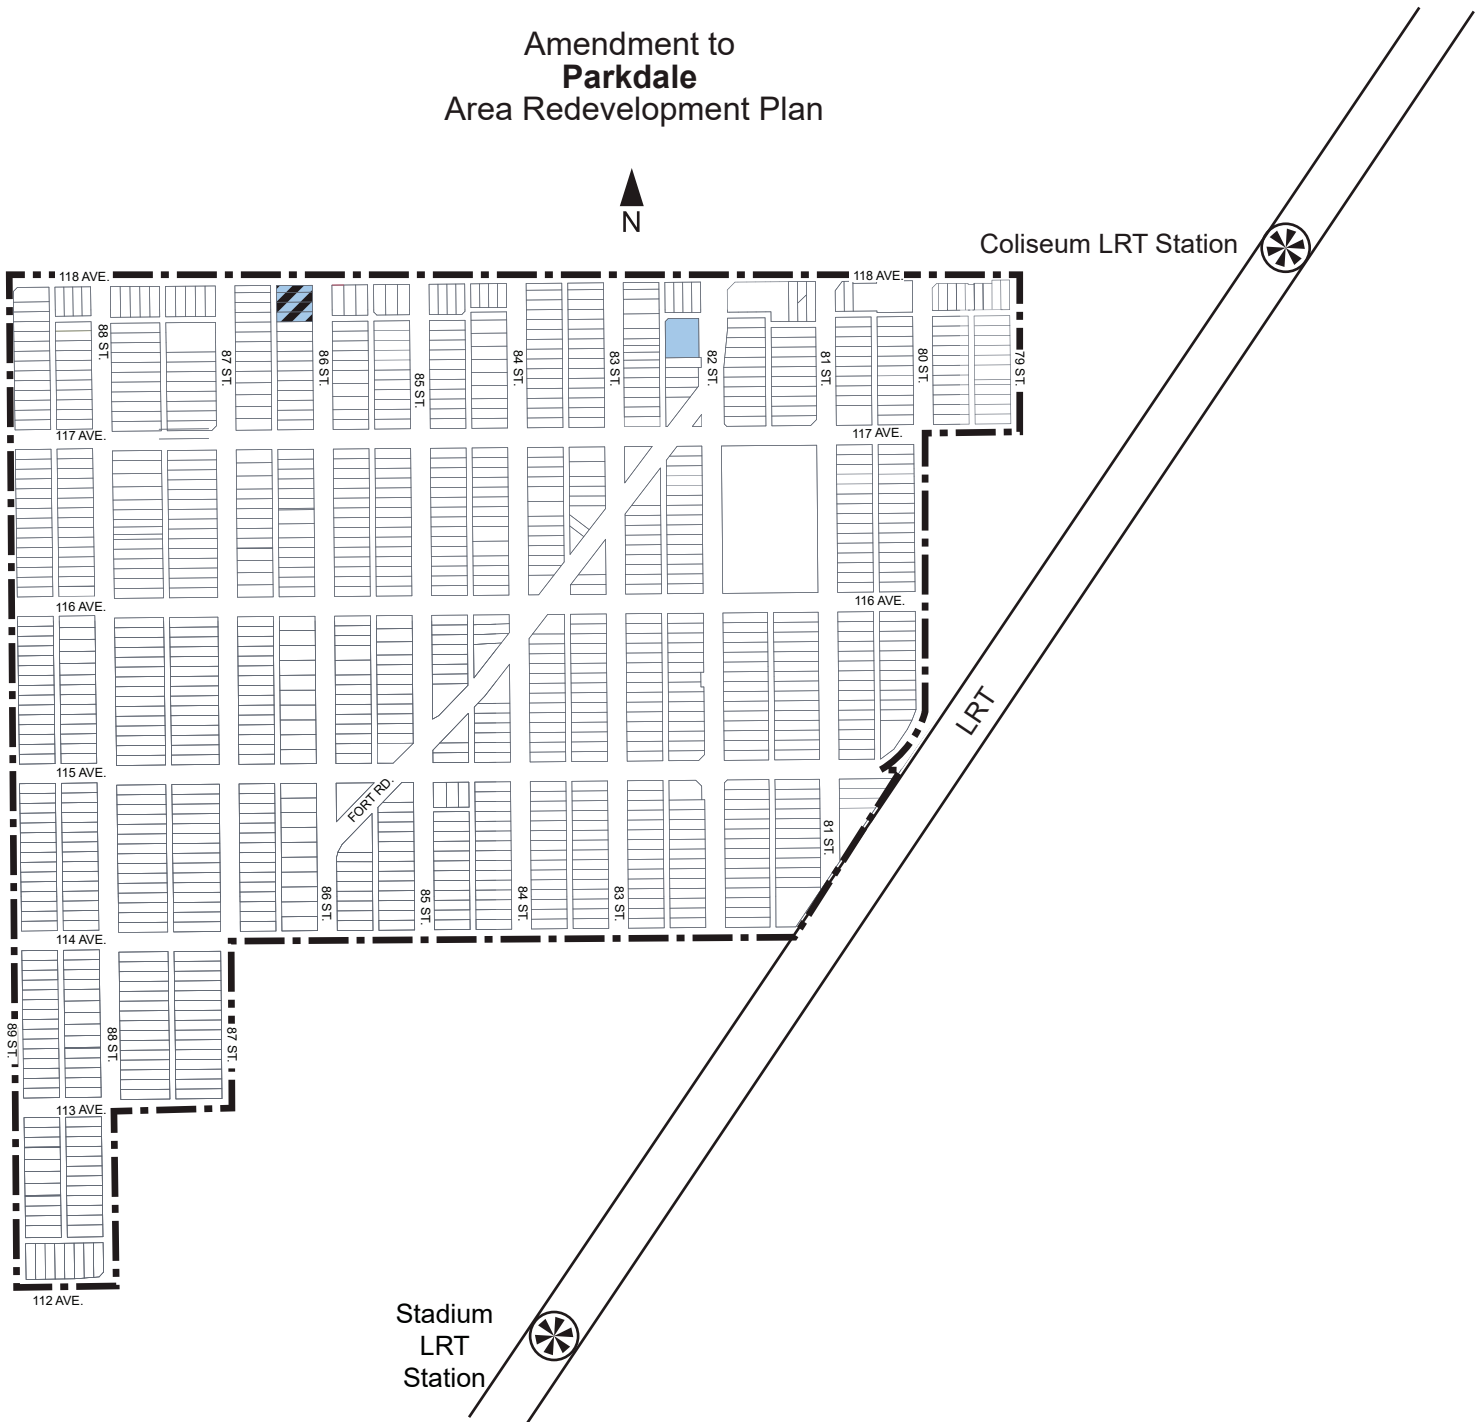 Amendment to
Parkdale
Area Redevelopment Plan
N
Coliseum LRT Station
118 AVE.
118 AVE.
88 ST.
87 ST.
86 ST.
85 ST.
84 ST.
83 ST.
82 ST.
81 ST.
80 ST.
79 ST.
117 AVE.
117 AVE.
116 AVE.
116 AVE.
LRT
115 AVE.
FORT RD.
81 ST.
86 ST.
85 ST.
84 ST.
83 ST.
114 AVE.
89 ST.
88 ST.
87 ST.
113 AVE.
112 AVE.
Stadium
LRT
Station